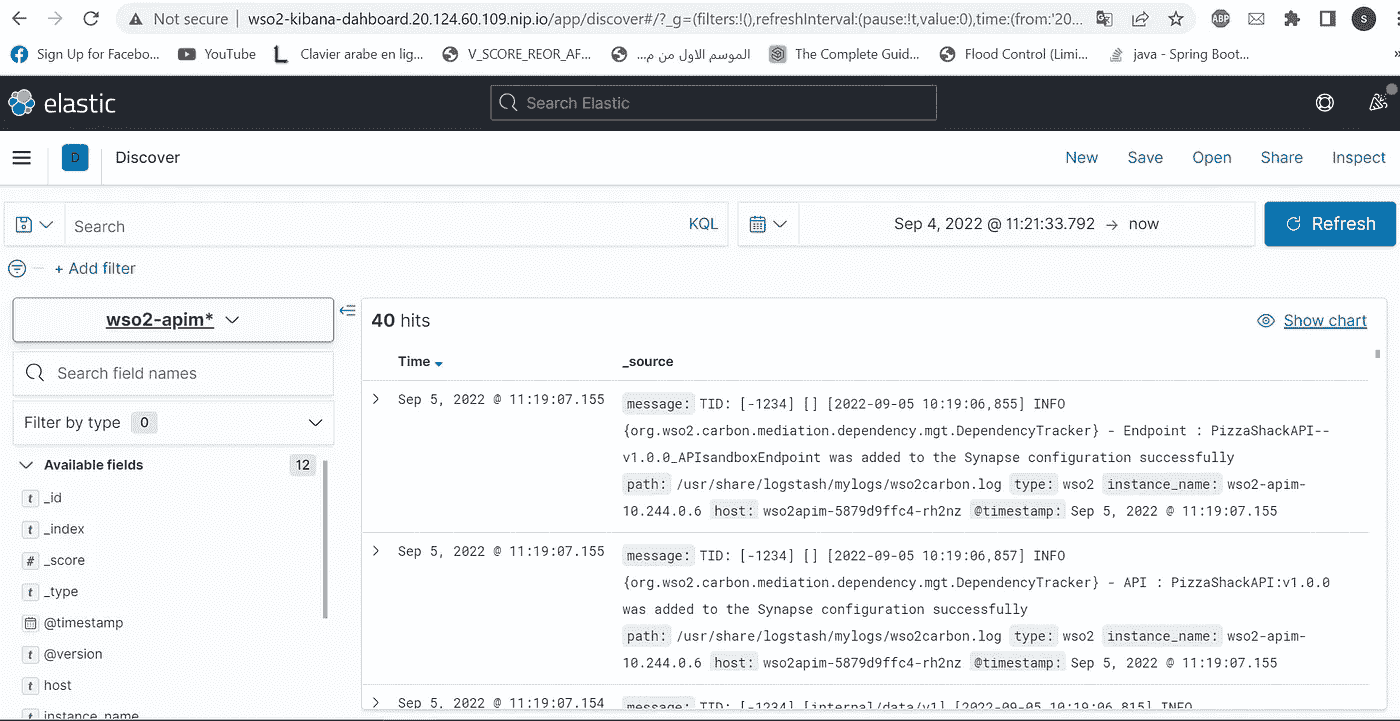 Not secure | wso2-kibana-dahboard.20.124.60.109.nip.io/app/discover#/?_g=(filters:!(),refreshInterval:(pause:!t,value:0),time:(from:'20... ABP S
Sign Up for Facebo... YouTube Clavier arabe en lig... V_SCORE_REOR_AF... الموسم الاول من م... The Complete Guid... Flood Control (Limi... java - Spring Boot... »
elastic Search Elastic
D Discover New Save Open Share Inspect
Search KQL Sep 4, 2022 @ 11:21:33.792 → now Refresh
+ Add filter
wso2-apim* 40 hits Show chart
Time _source
Search field names
Filter by type 0
Available fields 12
t _id
t _index
# _score
t _type
@timestamp
t @version
t host
t instance_name
> Sep 5, 2022 @ 11:19:07.155 message: TID: [-1234] [] [2022-09-05 10:19:06,855] INFO
{org.wso2.carbon.mediation.dependency.mgt.DependencyTracker} - Endpoint : PizzaShackAPI--
v1.0.0_APIsandboxEndpoint was added to the Synapse configuration successfully
path: /usr/share/logstash/mylogs/wso2carbon.log type: wso2 instance_name: wso2-apim-
10.244.0.6 host: wso2apim-5879d9ffc4-rh2nz @timestamp: Sep 5, 2022 @ 11:19:07.155
> Sep 5, 2022 @ 11:19:07.155 message: TID: [-1234] [] [2022-09-05 10:19:06,857] INFO
{org.wso2.carbon.mediation.dependency.mgt.DependencyTracker} - API : PizzaShackAPI:v1.0.0
was added to the Synapse configuration successfully
path: /usr/share/logstash/mylogs/wso2carbon.log type: wso2 instance_name: wso2-apim-
10.244.0.6 host: wso2apim-5879d9ffc4-rh2nz @timestamp: Sep 5, 2022 @ 11:19:07.155
> Sep 5, 2022 @ 11:19:07.154 message: TID: [-1234] [internal/data/v1] [2022-09-05 10:19:06,815] INFO